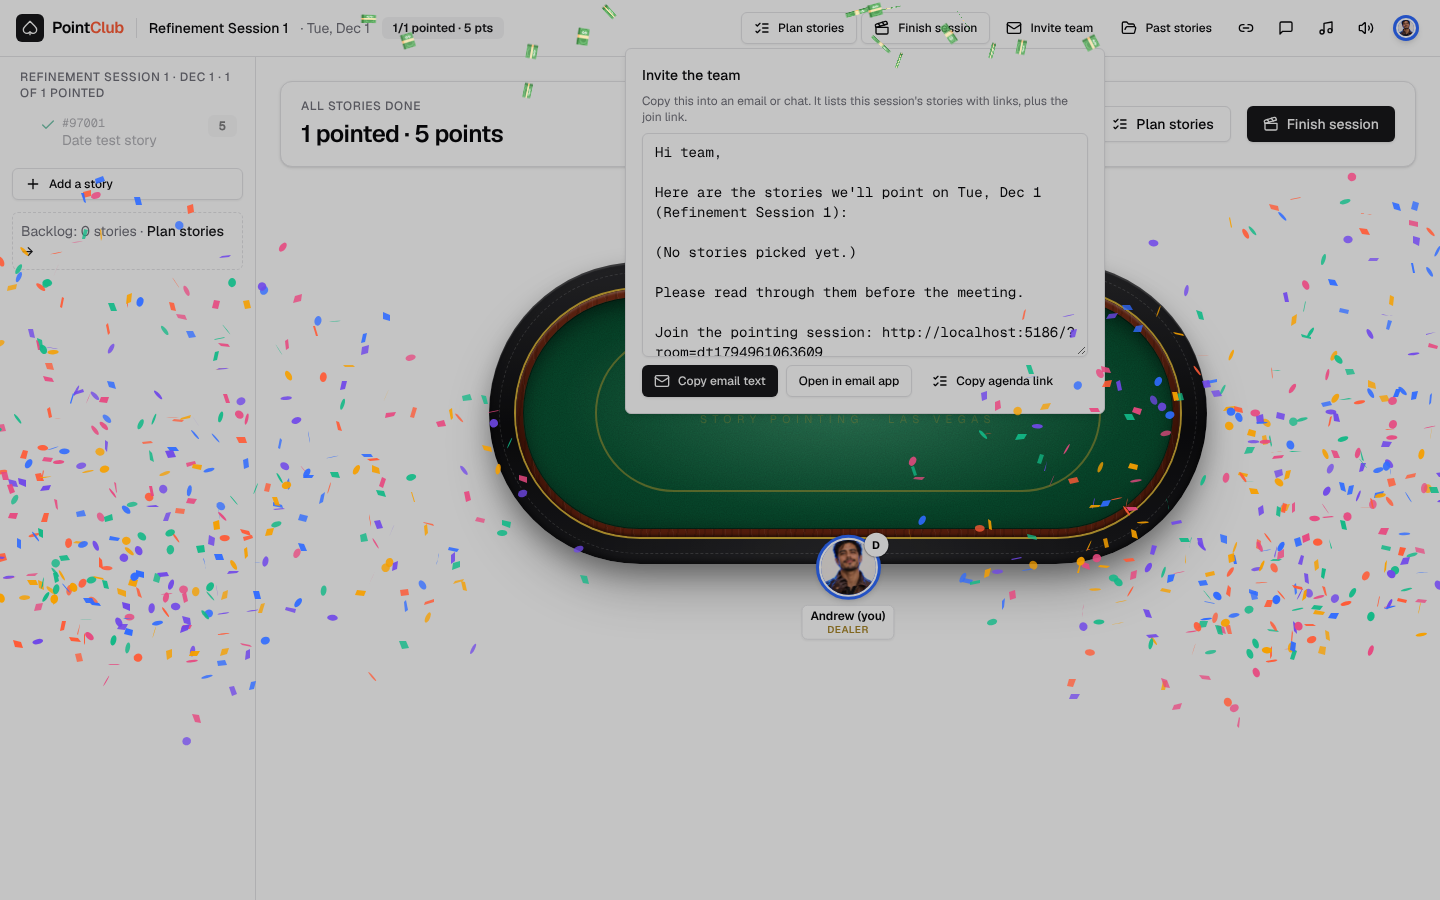 PointClub
Refinement Session 1 · Tue, Dec 1
1/1 pointed · 5 pts
Plan stories
Finish session
Invite team
Past stories
REFINEMENT SESSION 1 · DEC 1 · 1
OF 1 POINTED
#97001
5
Date test story
Add a story
Backlog: 0 stories · Plan stories
→
ALL STORIES DONE
1 pointed · 5 points
Plan stories
Finish session
Invite the team
Copy this into an email or chat. It lists this session's stories with links, plus the
join link.
Hi team,
Here are the stories we'll point on Tue, Dec 1
(Refinement Session 1):
(No stories picked yet.)
Please read through them before the meeting.
Join the pointing session: http://localhost:5186/?
room=dt1794961063609
Copy email text
Open in email app
Copy agenda link
STORY POINTING LAS VEGAS
D
Andrew (you)
DEALER